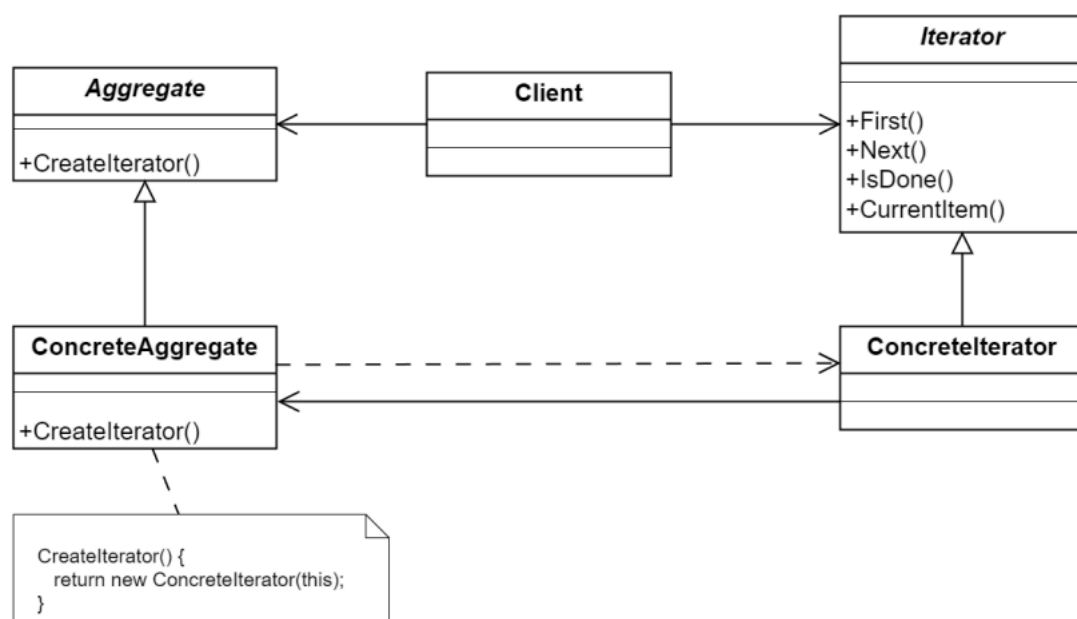 Aggregate
+CreateIterator()
Client
Iterator
+First()
+Next()
+IsDone()
+CurrentItem()
ConcreteAggregate
+CreateIterator()
ConcreteIterator
CreateIterator() {
return new ConcreteIterator(this);
}